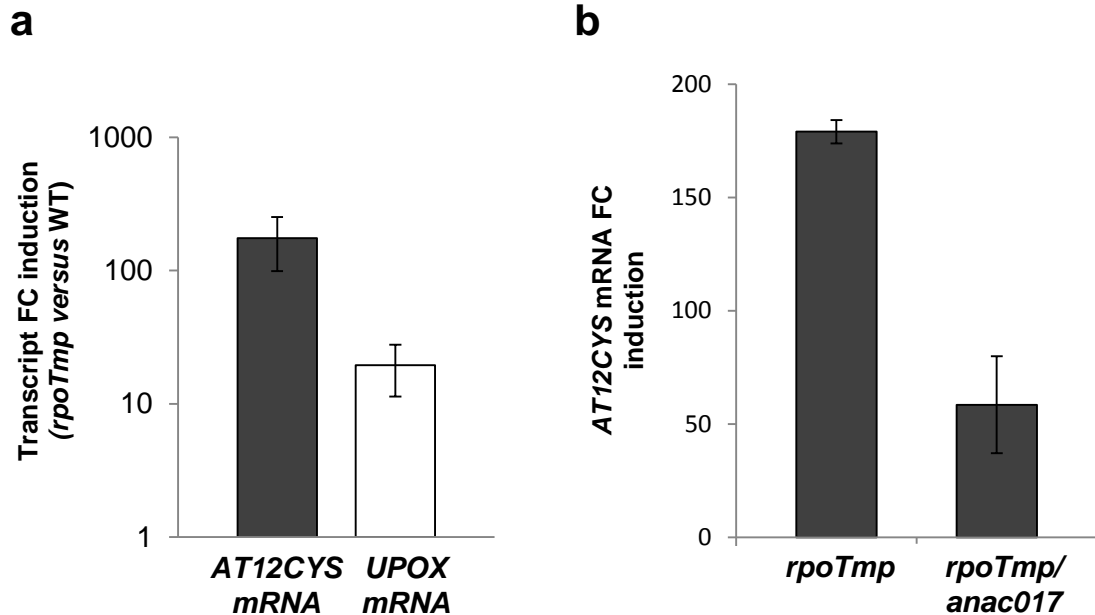 a
Transcript FC induction
(rpoTmp versus WT)
1000
100
10
1
AT12CYS
mRNA
UPOX
mRNA
b
AT12CYS mRNA FC
induction
200
150
100
50
0
rpoTmp
rpoTmp/
anac017